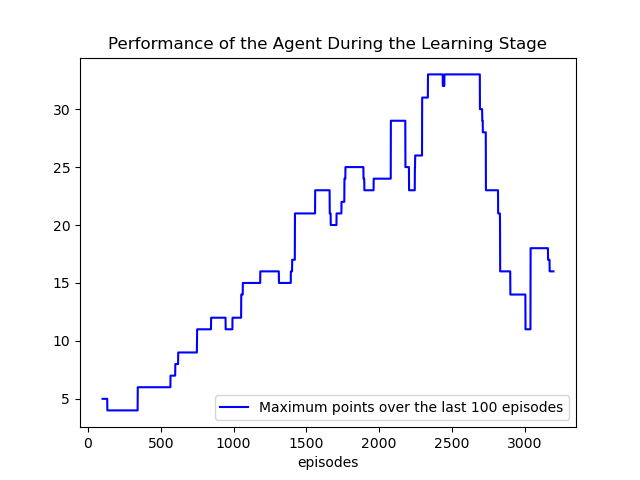 Performance of the Agent During the Learning Stage
30
25
20
15
10
5
Maximum points over the last 100 episodes
0 500 1000 1500 2000 2500 3000
episodes